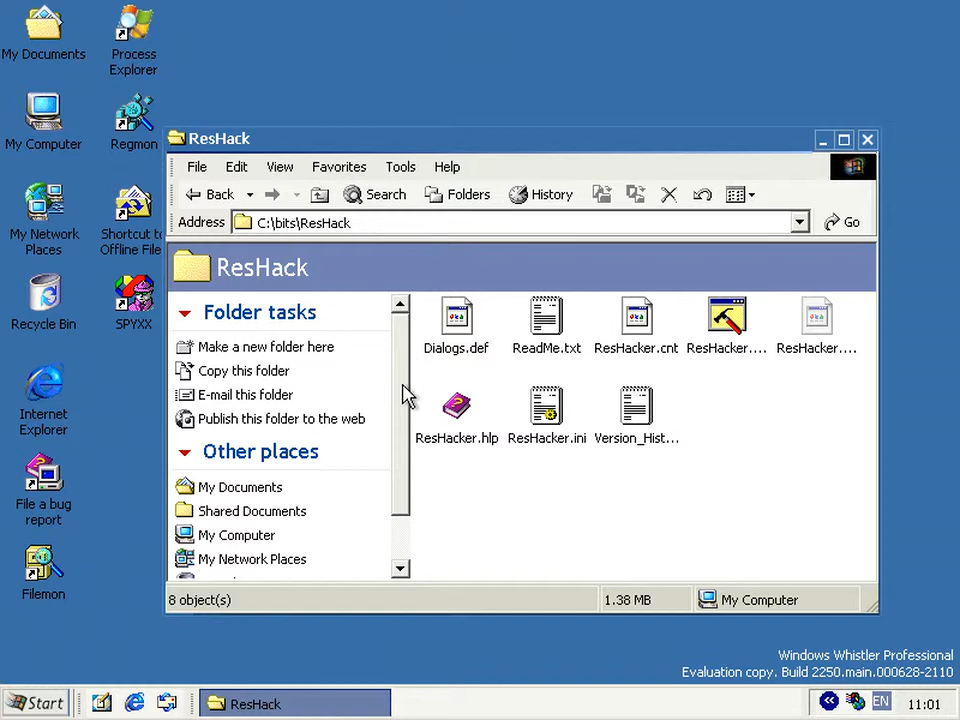 My Documents
Process
Explorer
My Computer
Regmon
My Network
Places
Shortcut to
Offline File
Recycle Bin
SPYXX
Internet
Explorer
File a bug
report
Filemon
ResHack
File Edit View Favorites Tools Help
Back Search Folders History
Address C:\bits\ResHack Go
ResHack
Folder tasks
Make a new folder here
Copy this folder
E-mail this folder
Publish this folder to the web
Other places
My Documents
Shared Documents
My Computer
My Network Places
Dialogs.def ReadMe.txt ResHacker.cnt ResHacker.... ResHacker....
ResHacker.hlp ResHacker.ini Version_Hist...
8 object(s) 1.38 MB My Computer
Windows Whistler Professional
Evaluation copy. Build 2250.main.000628-2110
Start ResHack EN 11:01